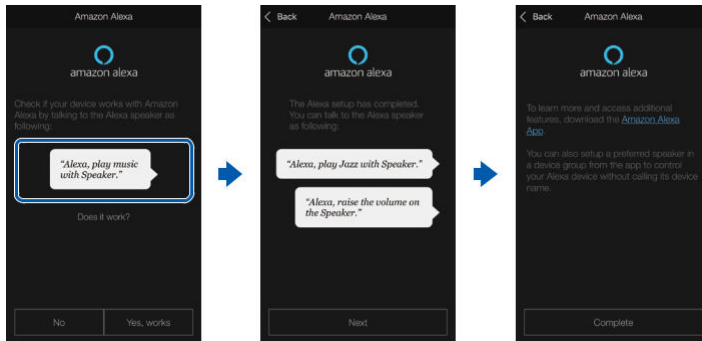 Amazon Alexa
amazon alexa
Check if your device works with Amazon
Alexa by talking to the Alexa speaker as
following:
"Alexa, play music
with Speaker."
Does it work?
No
Yes, works
Back
Amazon Alexa
amazon alexa
The Alexa setup has completed.
You can talk to the Alexa speaker
as following:
"Alexa, play Jazz with Speaker."
"Alexa, raise the volume on
the Speaker."
Next
Back
Amazon Alexa
amazon alexa
To learn more and access additional
features, download the Amazon Alexa
App.
You can also setup a preferred speaker in
a device group from the app to control
your Alexa device without calling its device
name.
Complete